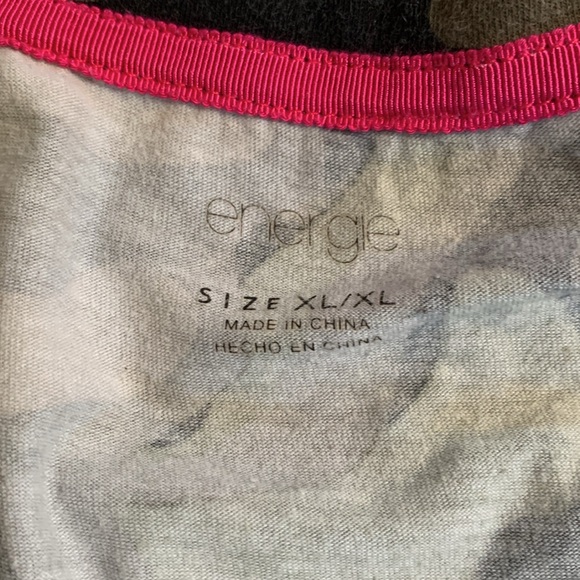 energie
SIZE XL/XL
MADE IN CHINA
HECHO EN CHINA